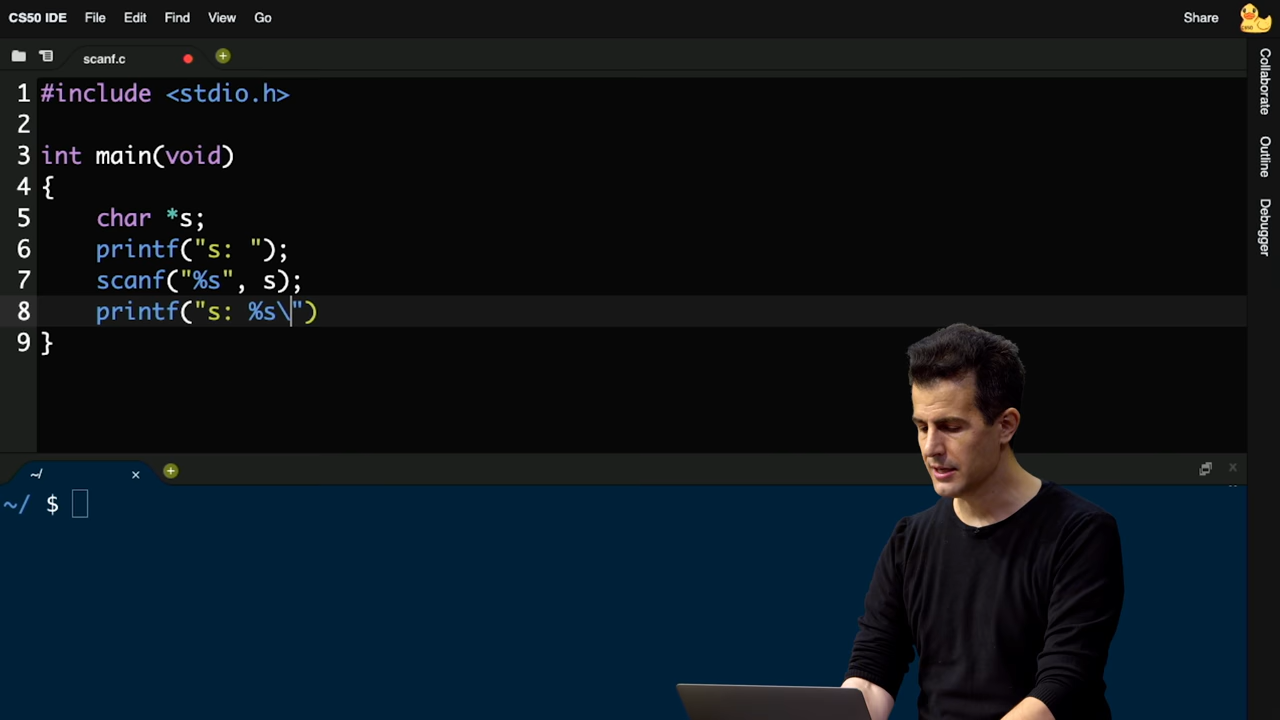 CS50 IDE File Edit Find View Go Share
scanf.c
Collaborate
Outline
Debugger
1 #include <stdio.h>
2
3 int main(void)
4 {
5     char *s;
6     printf("s: ");
7     scanf("%s", s);
8     printf("s: %s\")
9 }
~/
~/ $